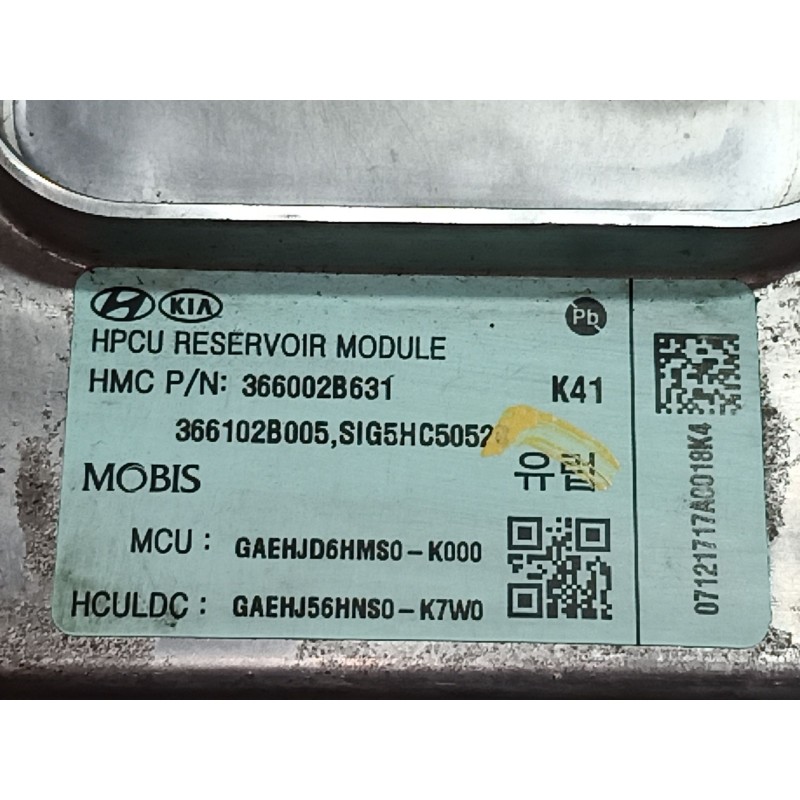 KIA
Pb
HPCU RESERVOIR MODULE
HMC P/N: 366002B631 K41
366102B005,SIG5HC5052
MOBIS 유럽
MCU : GAEHJD6HMS0-K000
HCULDC : GAEHJ56HNS0-K7W0
07121717AC0018K4